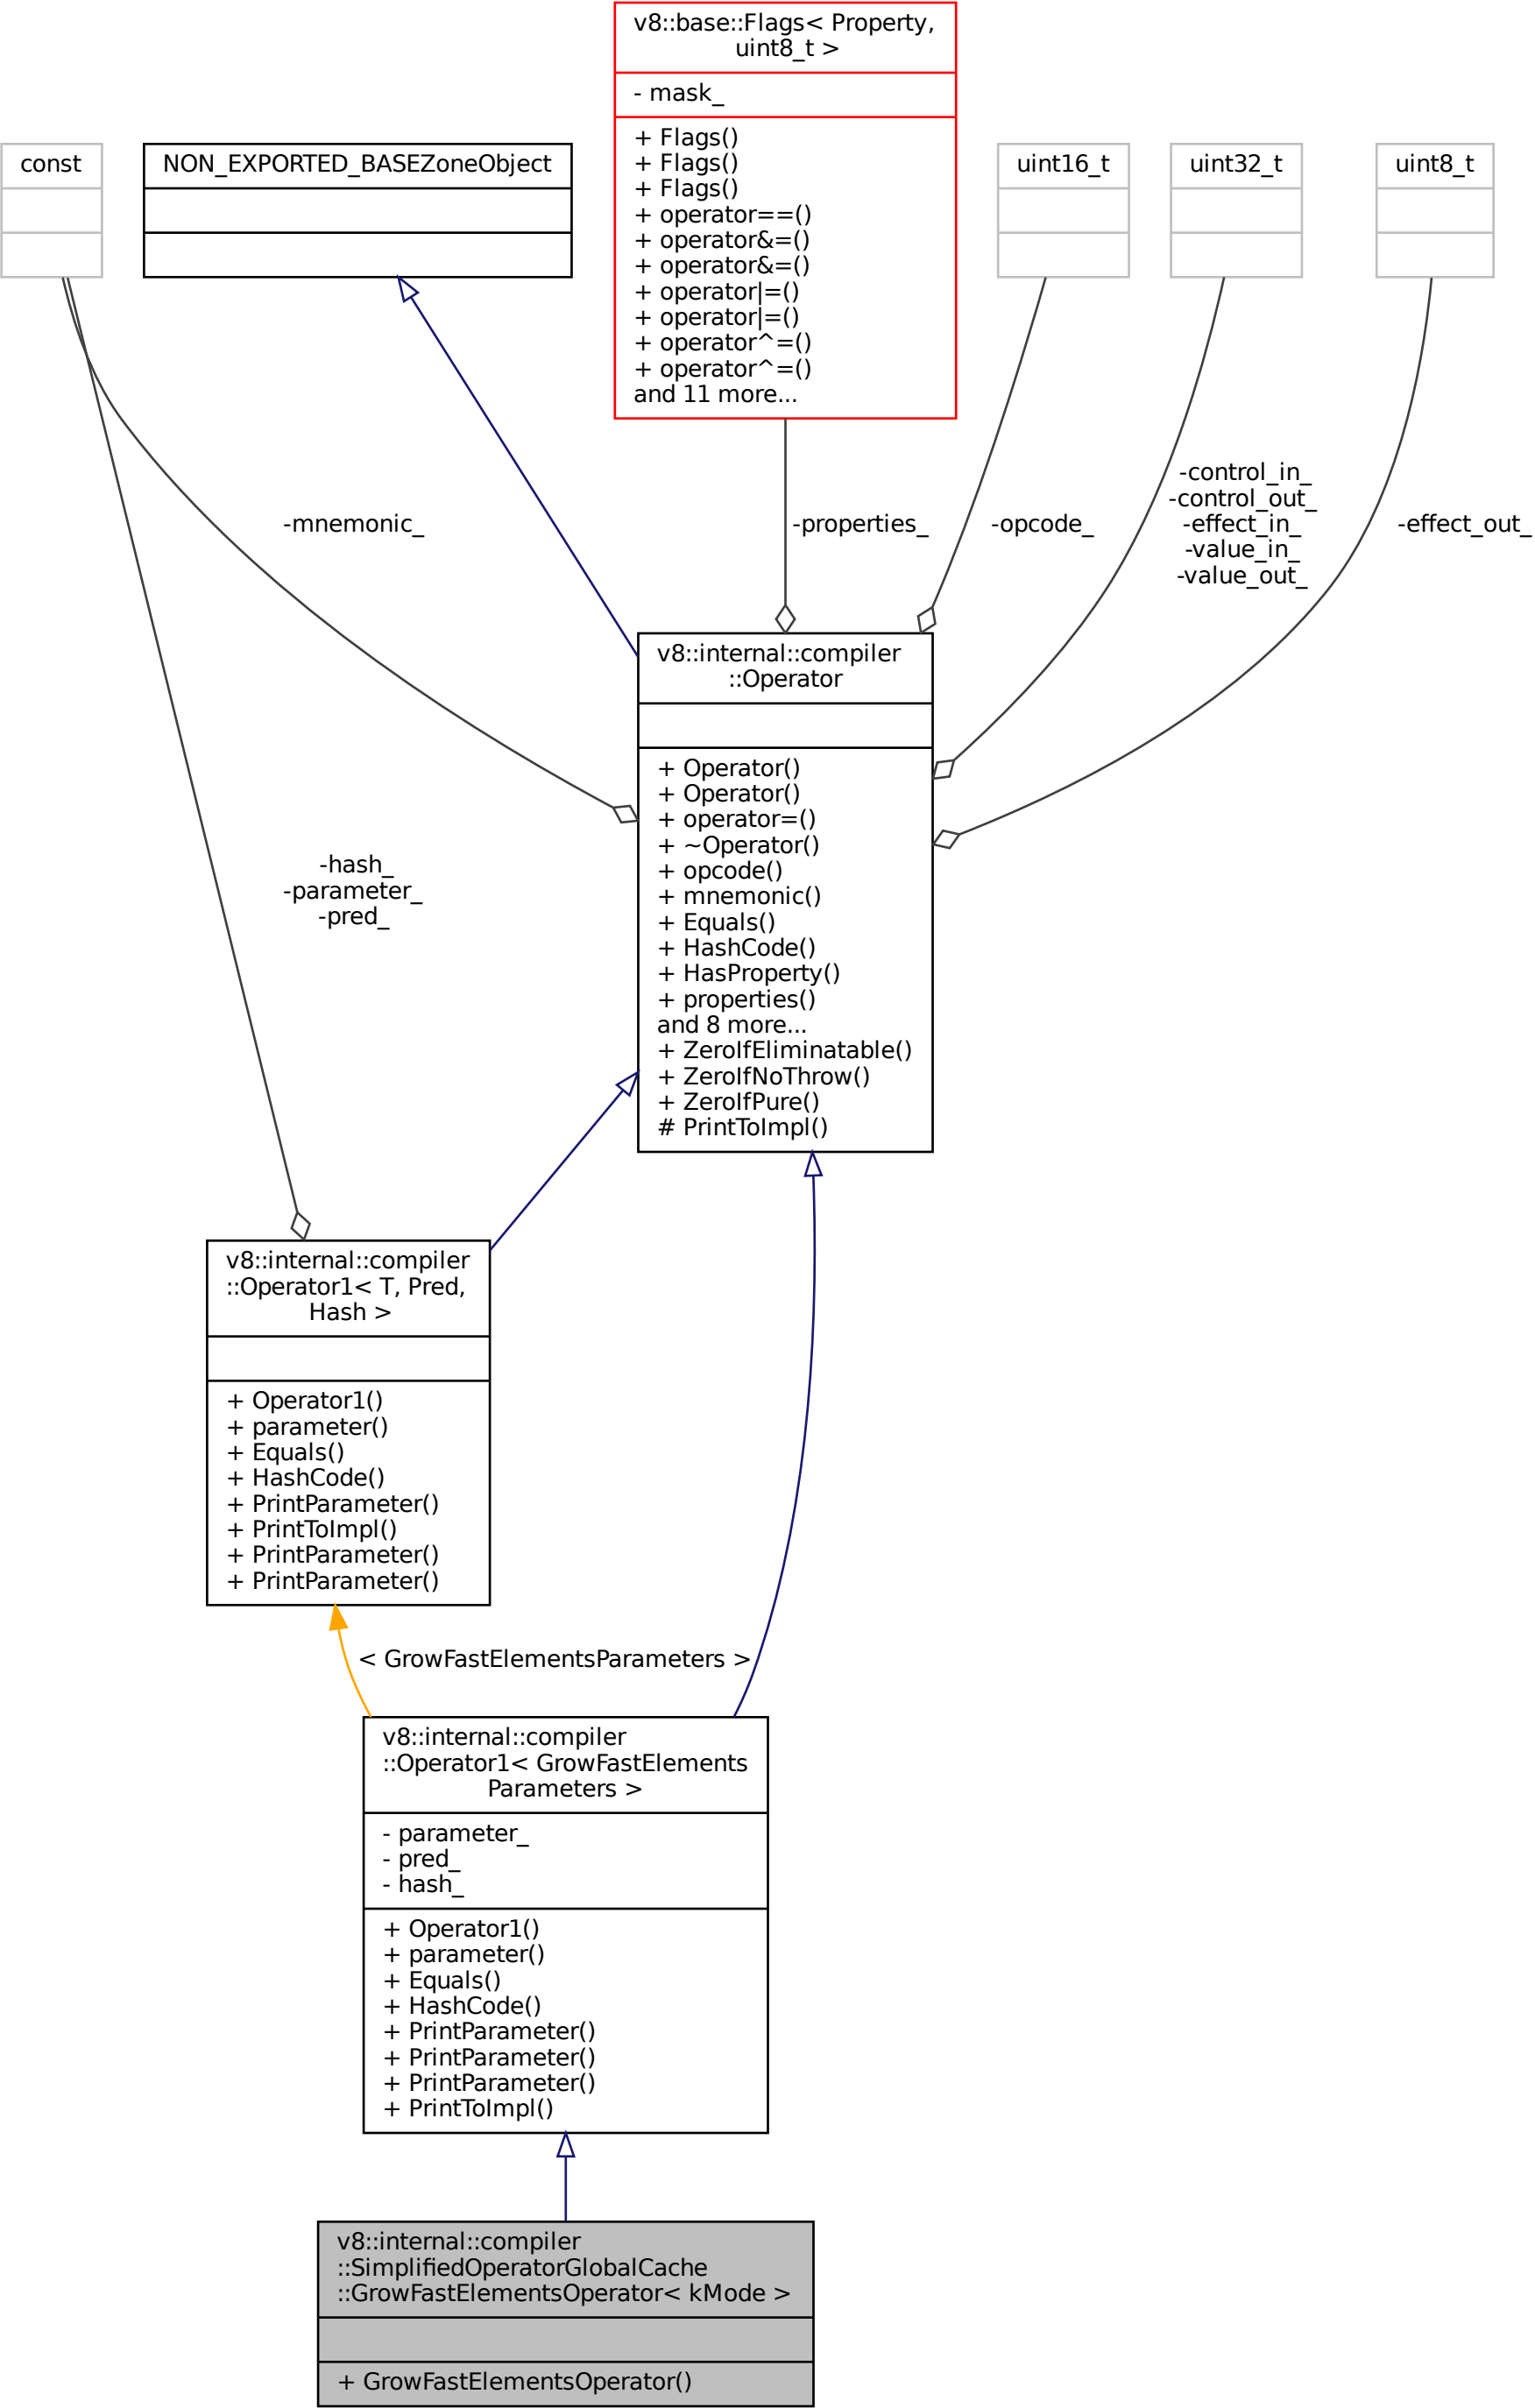 v8::base::Flags< Property,
uint8_t >
- mask_
+ Flags()
+ Flags()
+ Flags()
+ operator==()
+ operator&=()
+ operator&=()
+ operator|=()
+ operator|=()
+ operator^=()
+ operator^=()
and 11 more...
const
NON_EXPORTED_BASEZoneObject
uint16_t
uint32_t
uint8_t
-mnemonic_
-properties_
-opcode_
-control_in_
-control_out_
-effect_in_
-value_in_
-value_out_
-effect_out_
v8::internal::compiler
::Operator
+ Operator()
+ Operator()
+ operator=()
+ ~Operator()
+ opcode()
+ mnemonic()
+ Equals()
+ HashCode()
+ HasProperty()
+ properties()
and 8 more...
+ ZeroIfEliminatable()
+ ZeroIfNoThrow()
+ ZeroIfPure()
# PrintToImpl()
-hash_
-parameter_
-pred_
v8::internal::compiler
::Operator1< T, Pred,
Hash >
+ Operator1()
+ parameter()
+ Equals()
+ HashCode()
+ PrintParameter()
+ PrintToImpl()
+ PrintParameter()
+ PrintParameter()
< GrowFastElementsParameters >
v8::internal::compiler
::Operator1< GrowFastElements
Parameters >
- parameter_
- pred_
- hash_
+ Operator1()
+ parameter()
+ Equals()
+ HashCode()
+ PrintParameter()
+ PrintParameter()
+ PrintParameter()
+ PrintToImpl()
v8::internal::compiler
::SimplifiedOperatorGlobalCache
::GrowFastElementsOperator< kMode >
+ GrowFastElementsOperator()